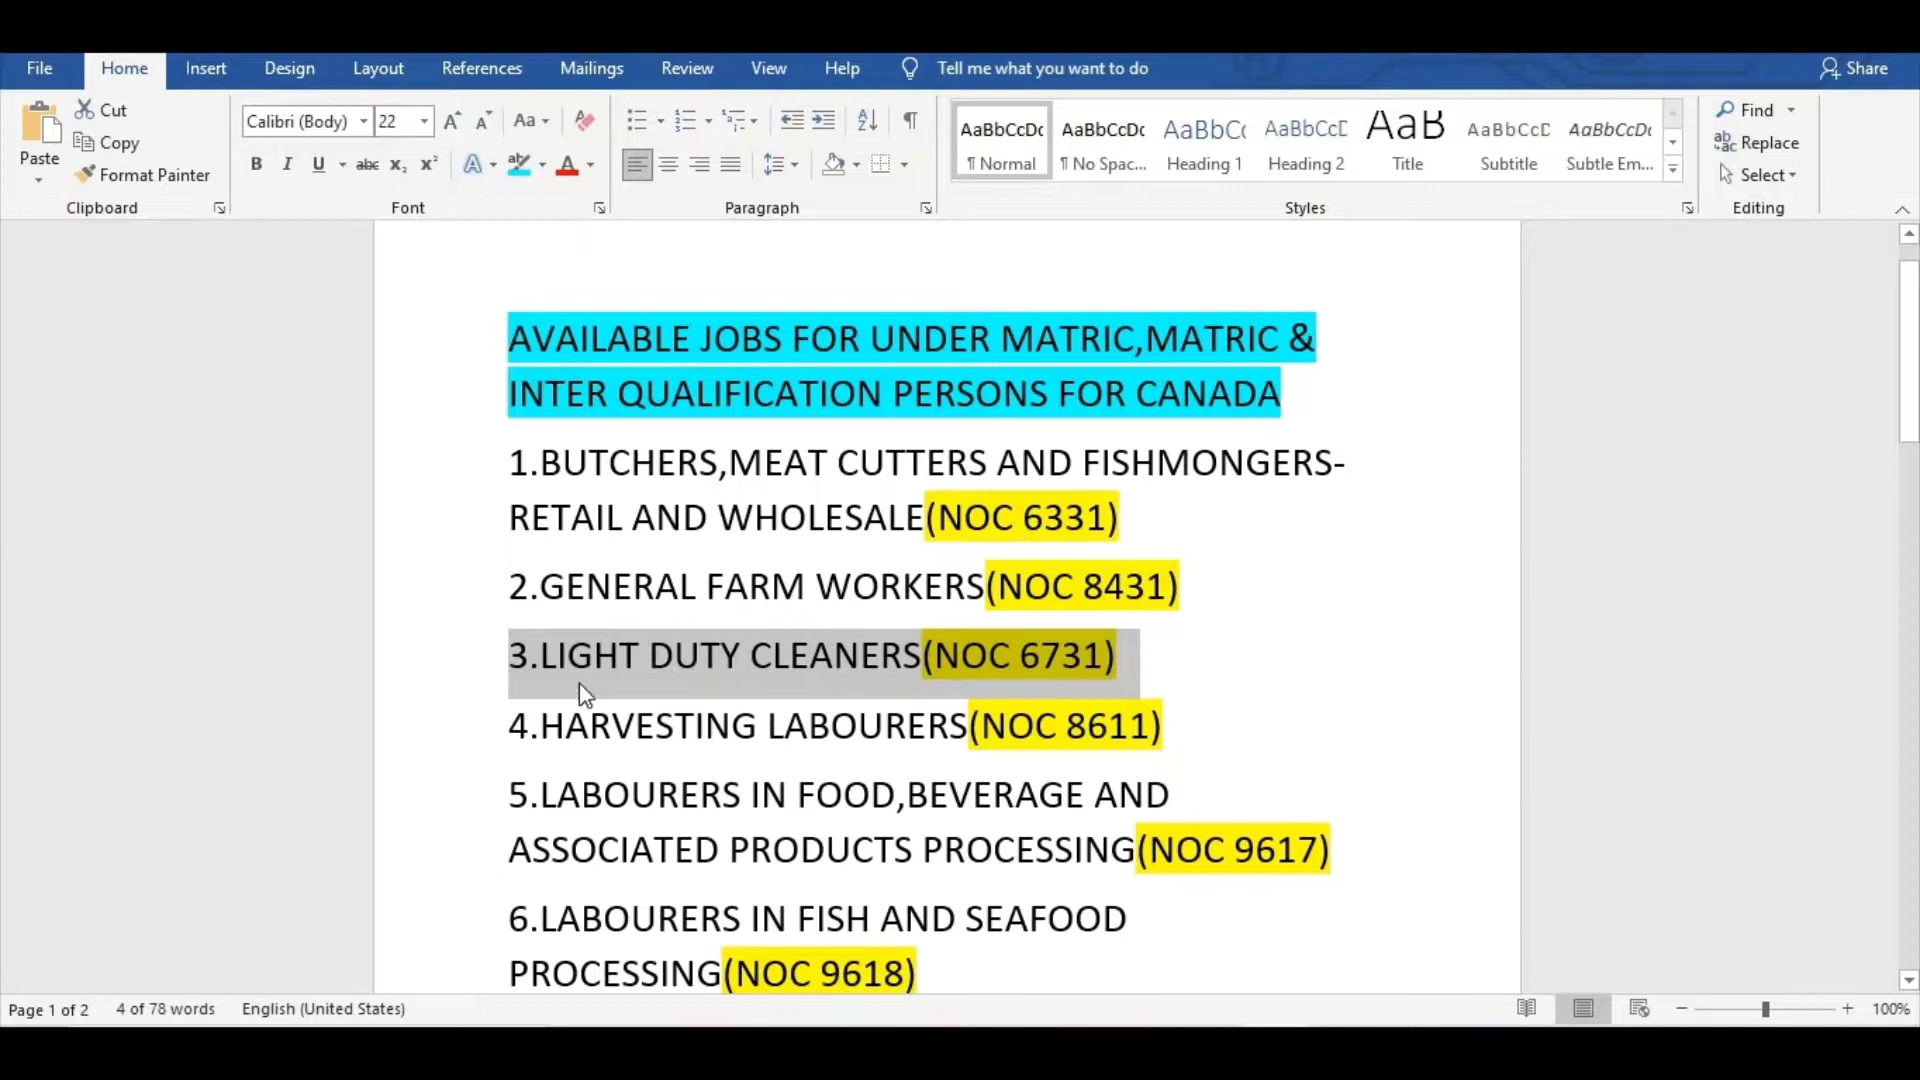 File Home Insert Design Layout References Mailings Review View Help Tell me what you want to do Share
Paste Cut
Copy
Format Painter
Clipboard
Calibri (Body) 22
Font
Paragraph
AaBbCcDc AaBbCcDc AaBbCc AaBbCcD AaB AaBbCcD AaBbCcDc
¶ Normal ¶ No Spac... Heading 1 Heading 2 Title Subtitle Subtle Em...
Styles
Find
Replace
Select
Editing
AVAILABLE JOBS FOR UNDER MATRIC,MATRIC &
INTER QUALIFICATION PERSONS FOR CANADA
1.BUTCHERS,MEAT CUTTERS AND FISHMONGERS-
RETAIL AND WHOLESALE(NOC 6331)
2.GENERAL FARM WORKERS(NOC 8431)
3.LIGHT DUTY CLEANERS(NOC 6731)
4.HARVESTING LABOURERS(NOC 8611)
5.LABOURERS IN FOOD,BEVERAGE AND
ASSOCIATED PRODUCTS PROCESSING(NOC 9617)
6.LABOURERS IN FISH AND SEAFOOD
PROCESSING(NOC 9618)
Page 1 of 2 4 of 78 words English (United States) 100%